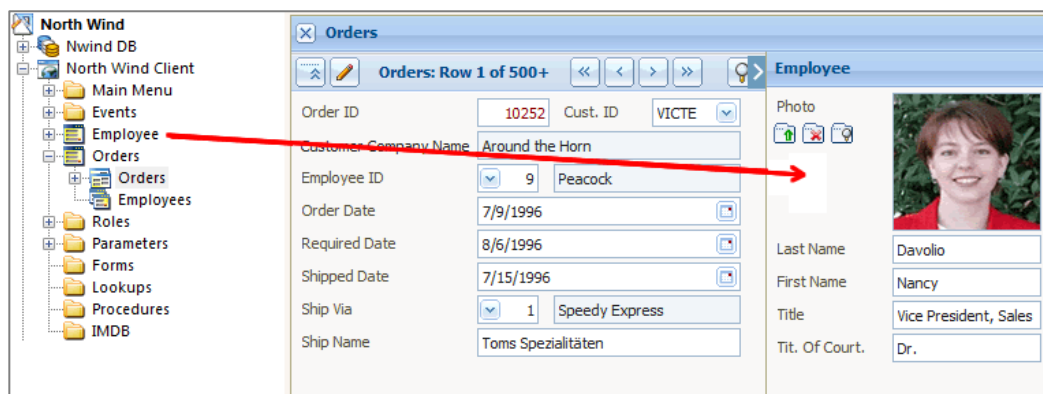 North Wind
Nwind DB
North Wind Client
Main Menu
Events
Employee
Orders
Orders
Employees
Roles
Parameters
Forms
Lookups
Procedures
IMDB
Orders
Orders: Row 1 of 500+
Order ID 10252 Cust. ID VICTE
Customer Company Name Around the Horn
Employee ID 9 Peacock
Order Date 7/9/1996
Required Date 8/6/1996
Shipped Date 7/15/1996
Ship Via 1 Speedy Express
Ship Name Toms Spezialitäten
Employee
Photo
Last Name Davolio
First Name Nancy
Title Vice President, Sales
Tit. Of Court. Dr.